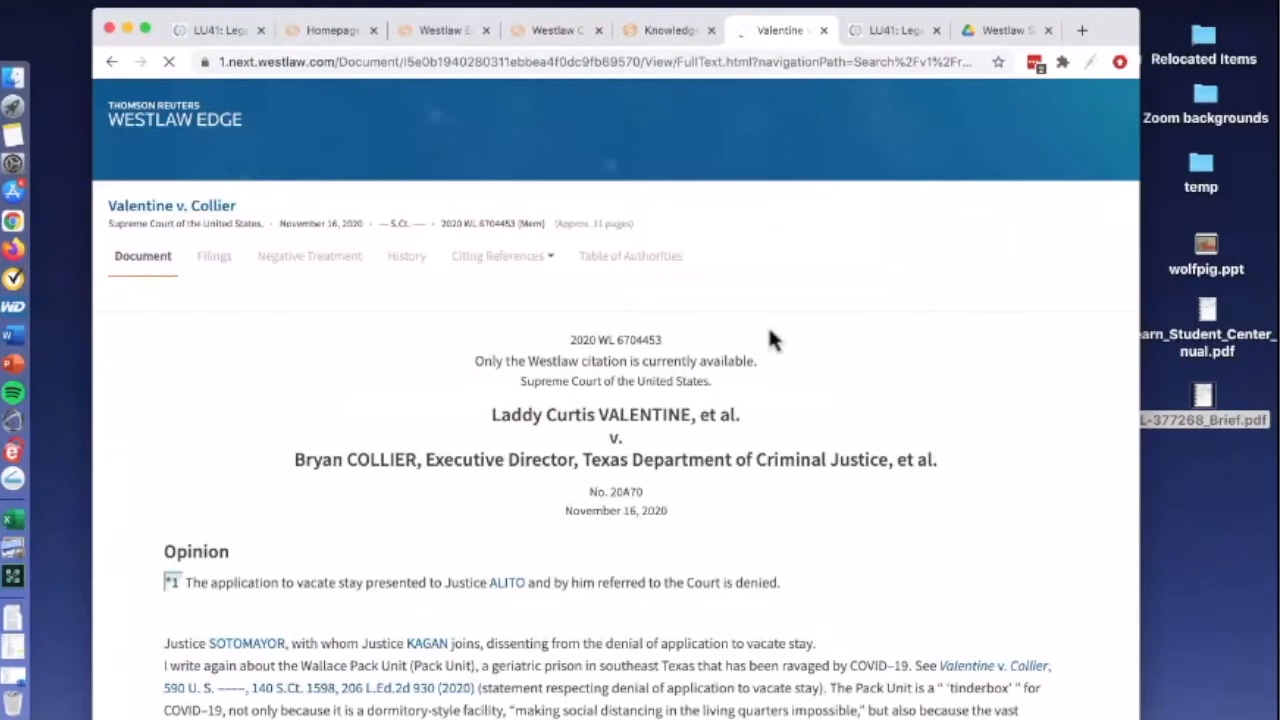 LU41: Leg
Homepage
Westlaw E
Westlaw C
Knowledg
Valentine v
LU41: Leg
Westlaw S
1.next.westlaw.com/Document/I5e0b1940280311ebbea4f0dc9fb69570/View/FullText.html?navigationPath=Search%2Fv1%2Fr...
2
THOMSON REUTERS
WESTLAW EDGE
Valentine v. Collier
Supreme Court of the United States. · November 16, 2020 · --- S.Ct. ---- · 2020 WL 6704453 (Mem) (Approx. 11 pages)
Document Filings Negative Treatment History Citing References Table of Authorities
2020 WL 6704453
Only the Westlaw citation is currently available.
Supreme Court of the United States.
Laddy Curtis VALENTINE, et al.
v.
Bryan COLLIER, Executive Director, Texas Department of Criminal Justice, et al.
No. 20A70
November 16, 2020
Opinion
*1 The application to vacate stay presented to Justice ALITO and by him referred to the Court is denied.
Justice SOTOMAYOR, with whom Justice KAGAN joins, dissenting from the denial of application to vacate stay.
I write again about the Wallace Pack Unit (Pack Unit), a geriatric prison in southeast Texas that has been ravaged by COVID–19. See Valentine v. Collier,
590 U. S. ––––, 140 S.Ct. 1598, 206 L.Ed.2d 930 (2020) (statement respecting denial of application to vacate stay). The Pack Unit is a “ ‘tinderbox’ ” for
COVID–19, not only because it is a dormitory-style facility, “making social distancing in the living quarters impossible,” but also because the vast
Relocated Items
Zoom backgrounds
temp
wolfpig.ppt
arn_Student_Center_
nual.pdf
L-377268_Brief.pdf
WD
W